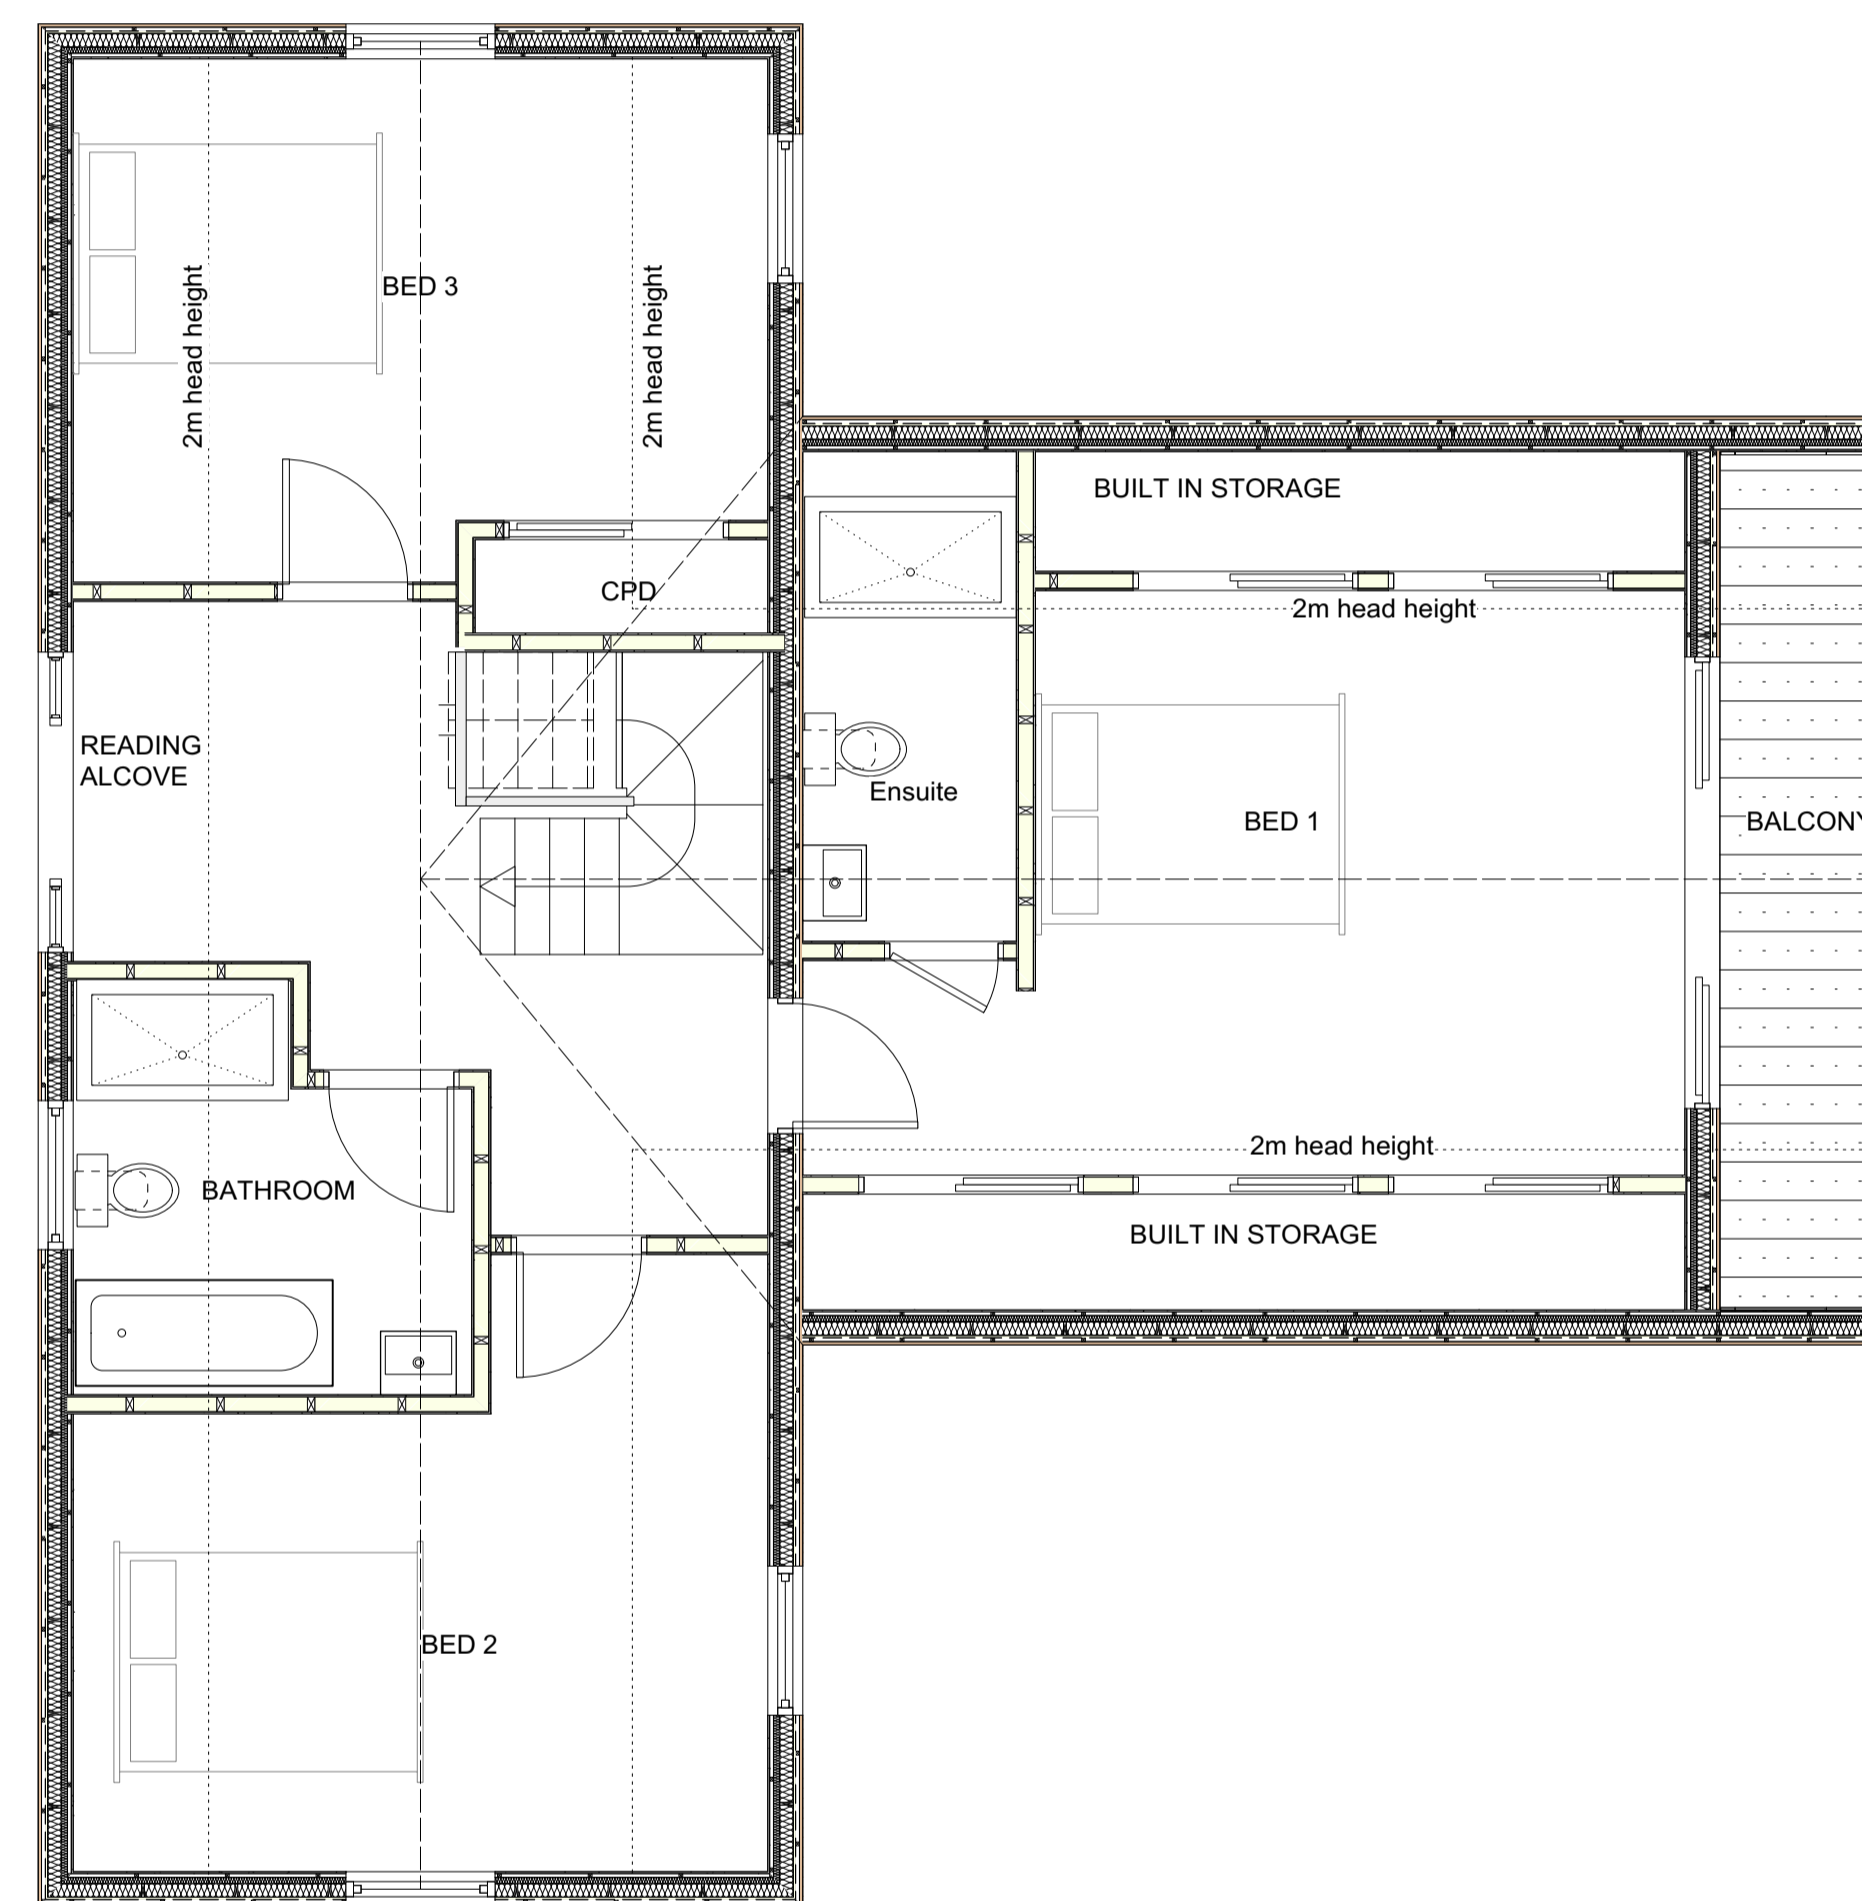 BED 3
2m head height
2m head height
BUILT IN STORAGE
CPD
2m head height
READING
ALCOVE
Ensuite
BED 1
BALCONY
2m head height
BATHROOM
BUILT IN STORAGE
BED 2